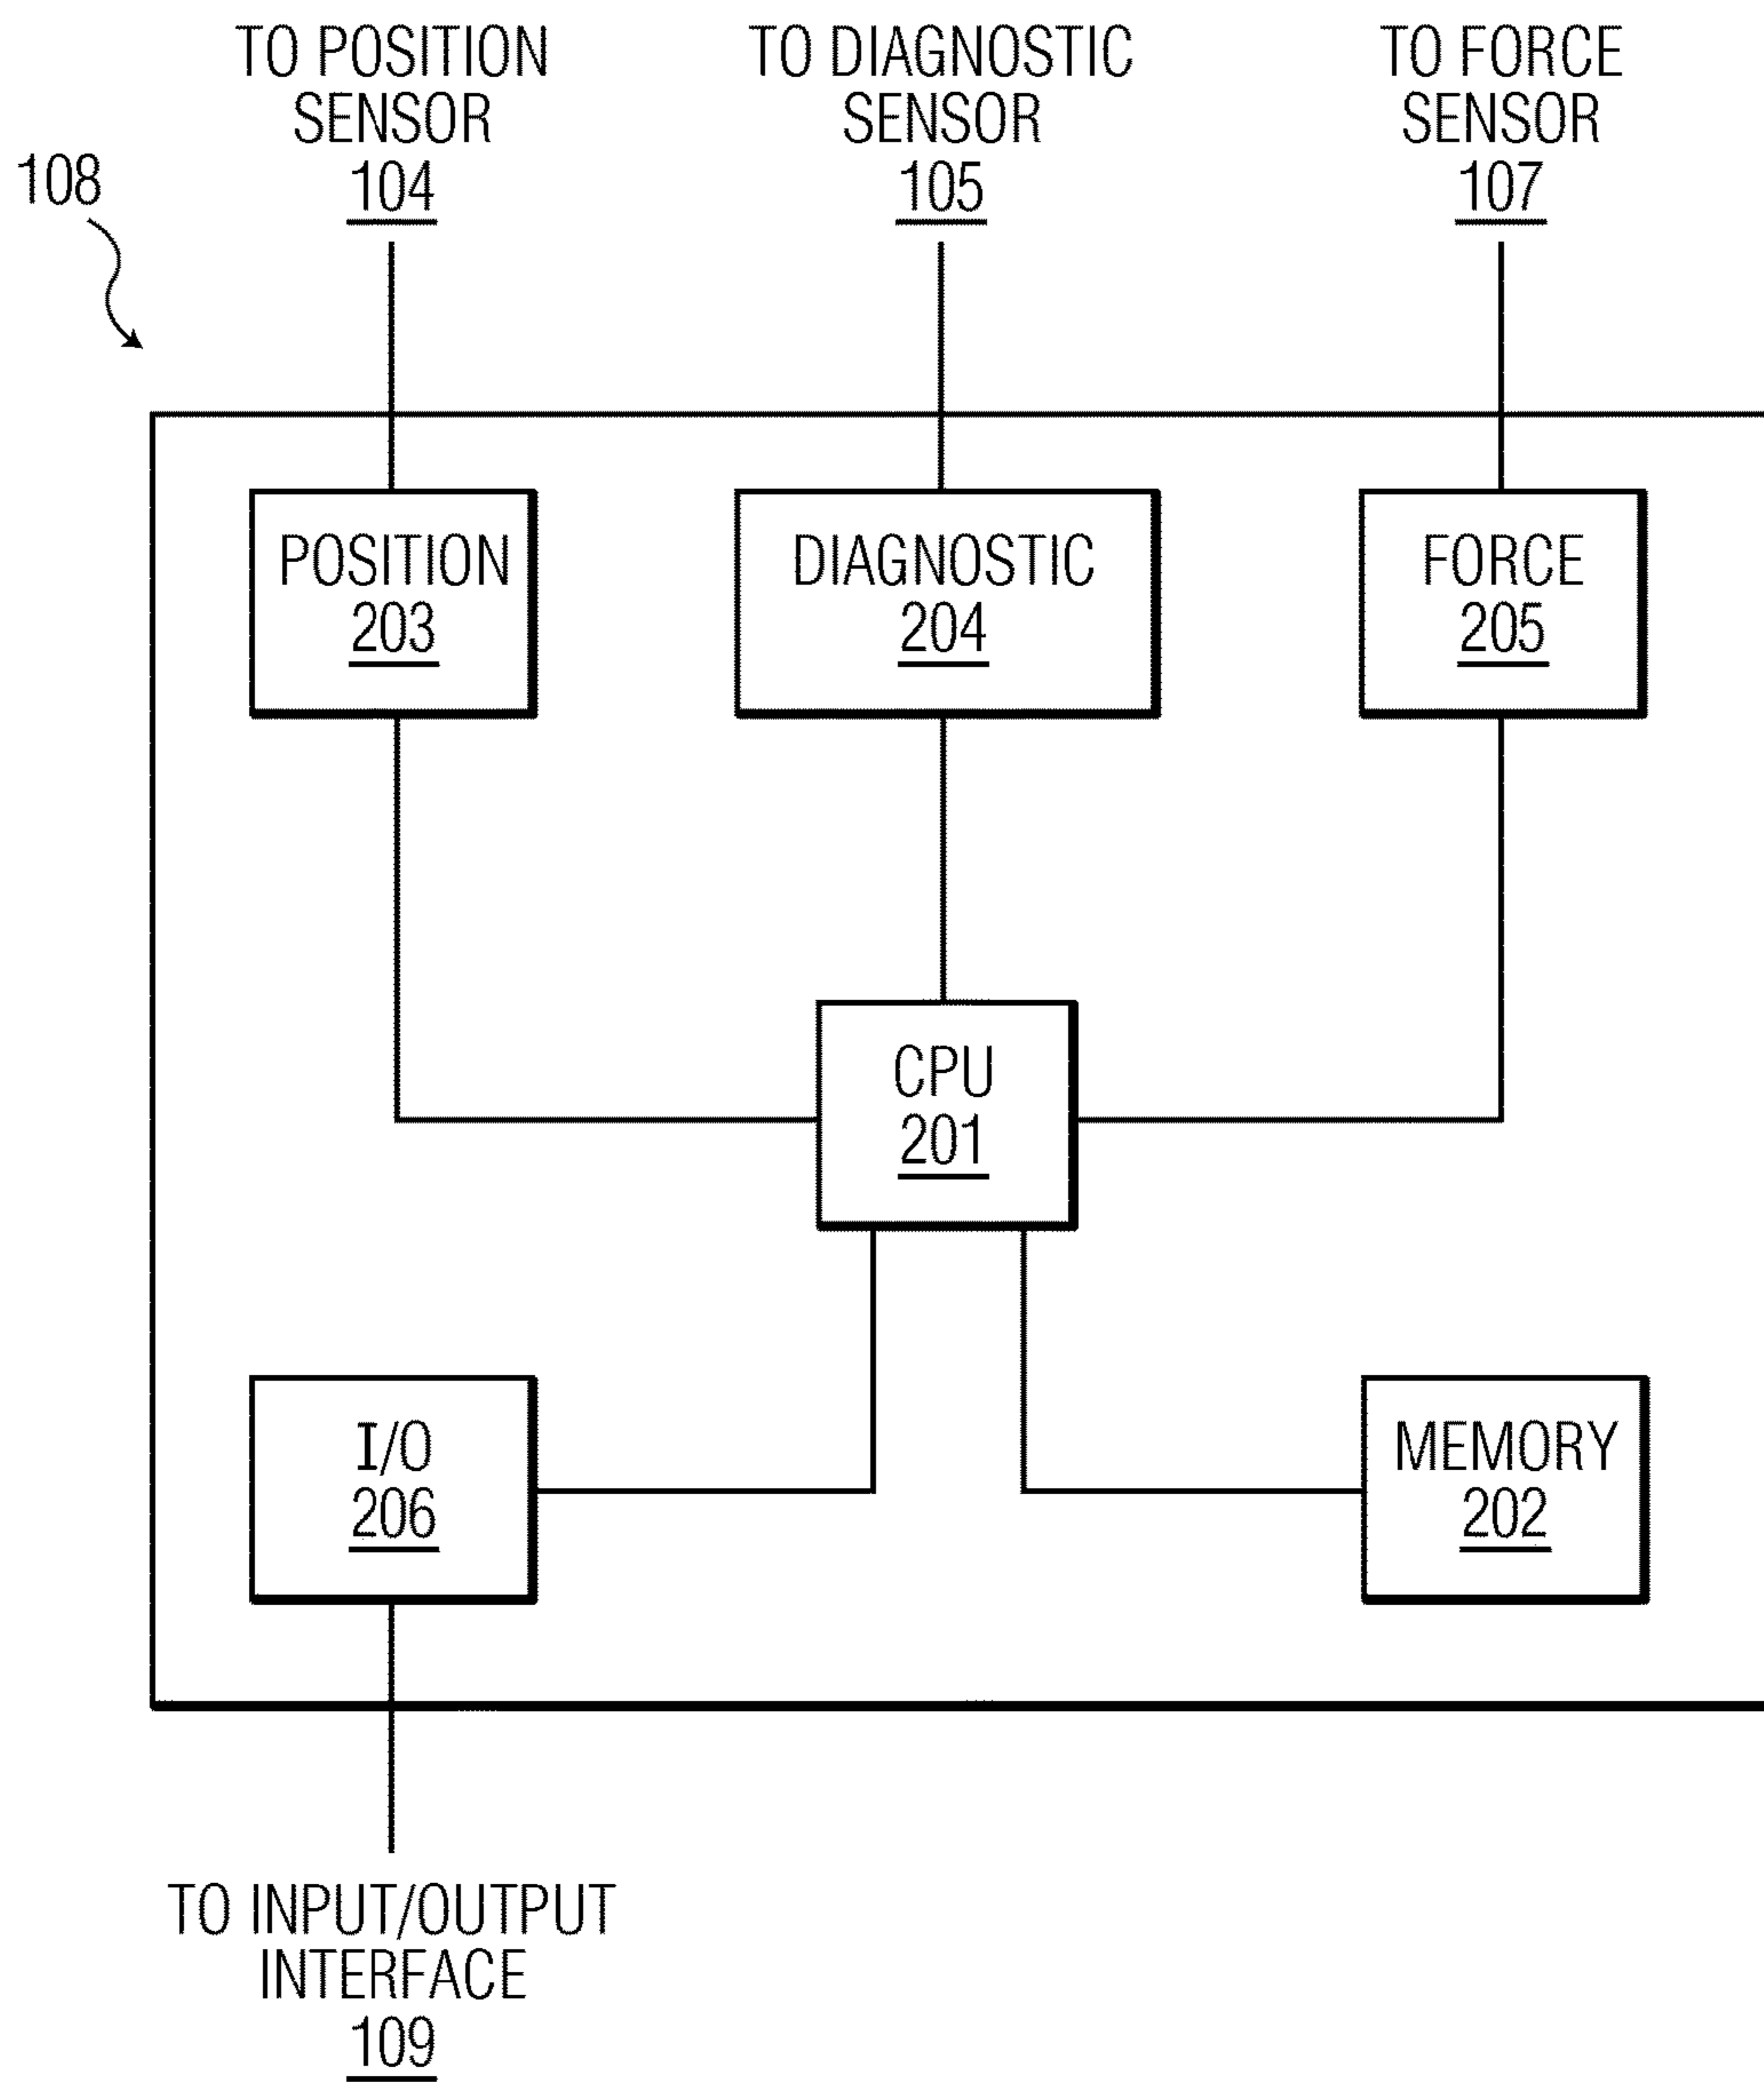 TO POSITION
SENSOR
104
TO DIAGNOSTIC
SENSOR
105
TO FORCE
SENSOR
107
108
POSITION
203
DIAGNOSTIC
204
FORCE
205
CPU
201
I/O
206
MEMORY
202
TO INPUT/OUTPUT
INTERFACE
109